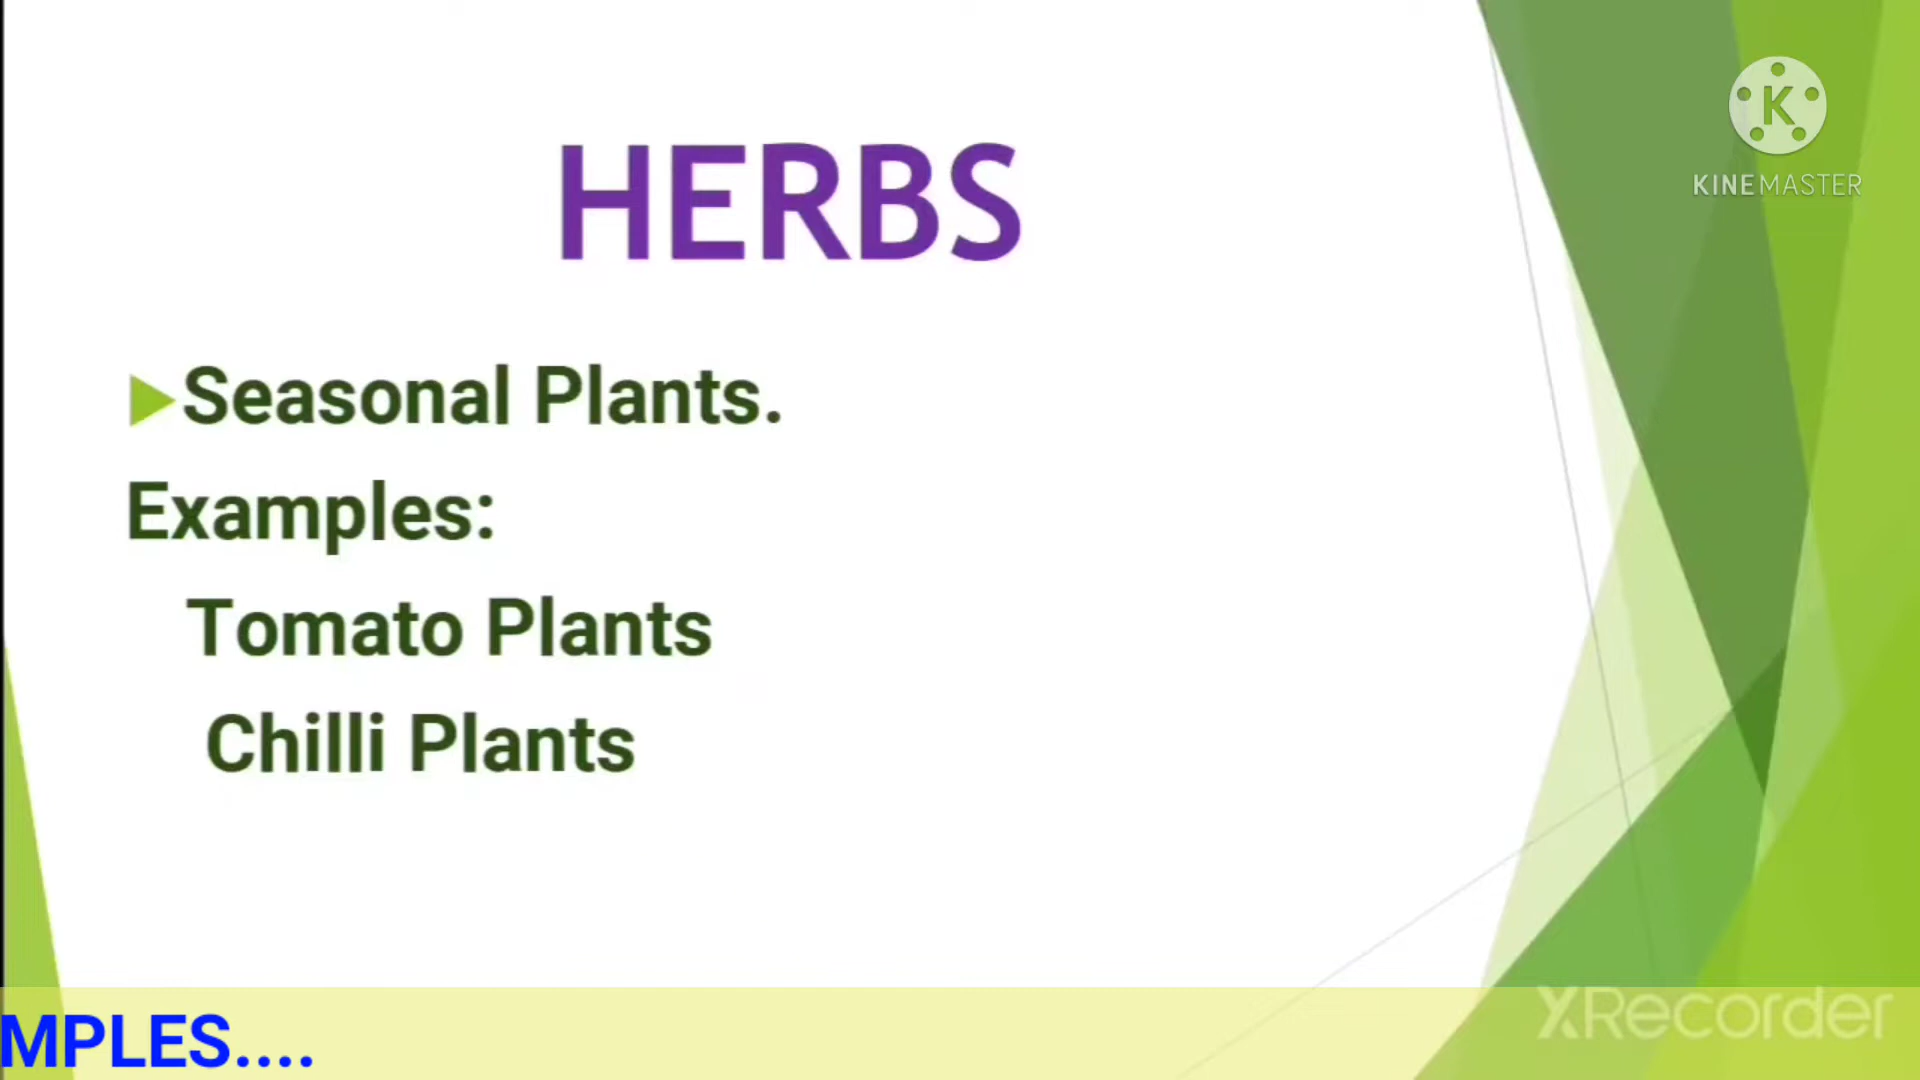 HERBS
Seasonal Plants.
Examples:
Tomato Plants
Chilli Plants
MPLES....
K
KINEMASTER
XRecorder